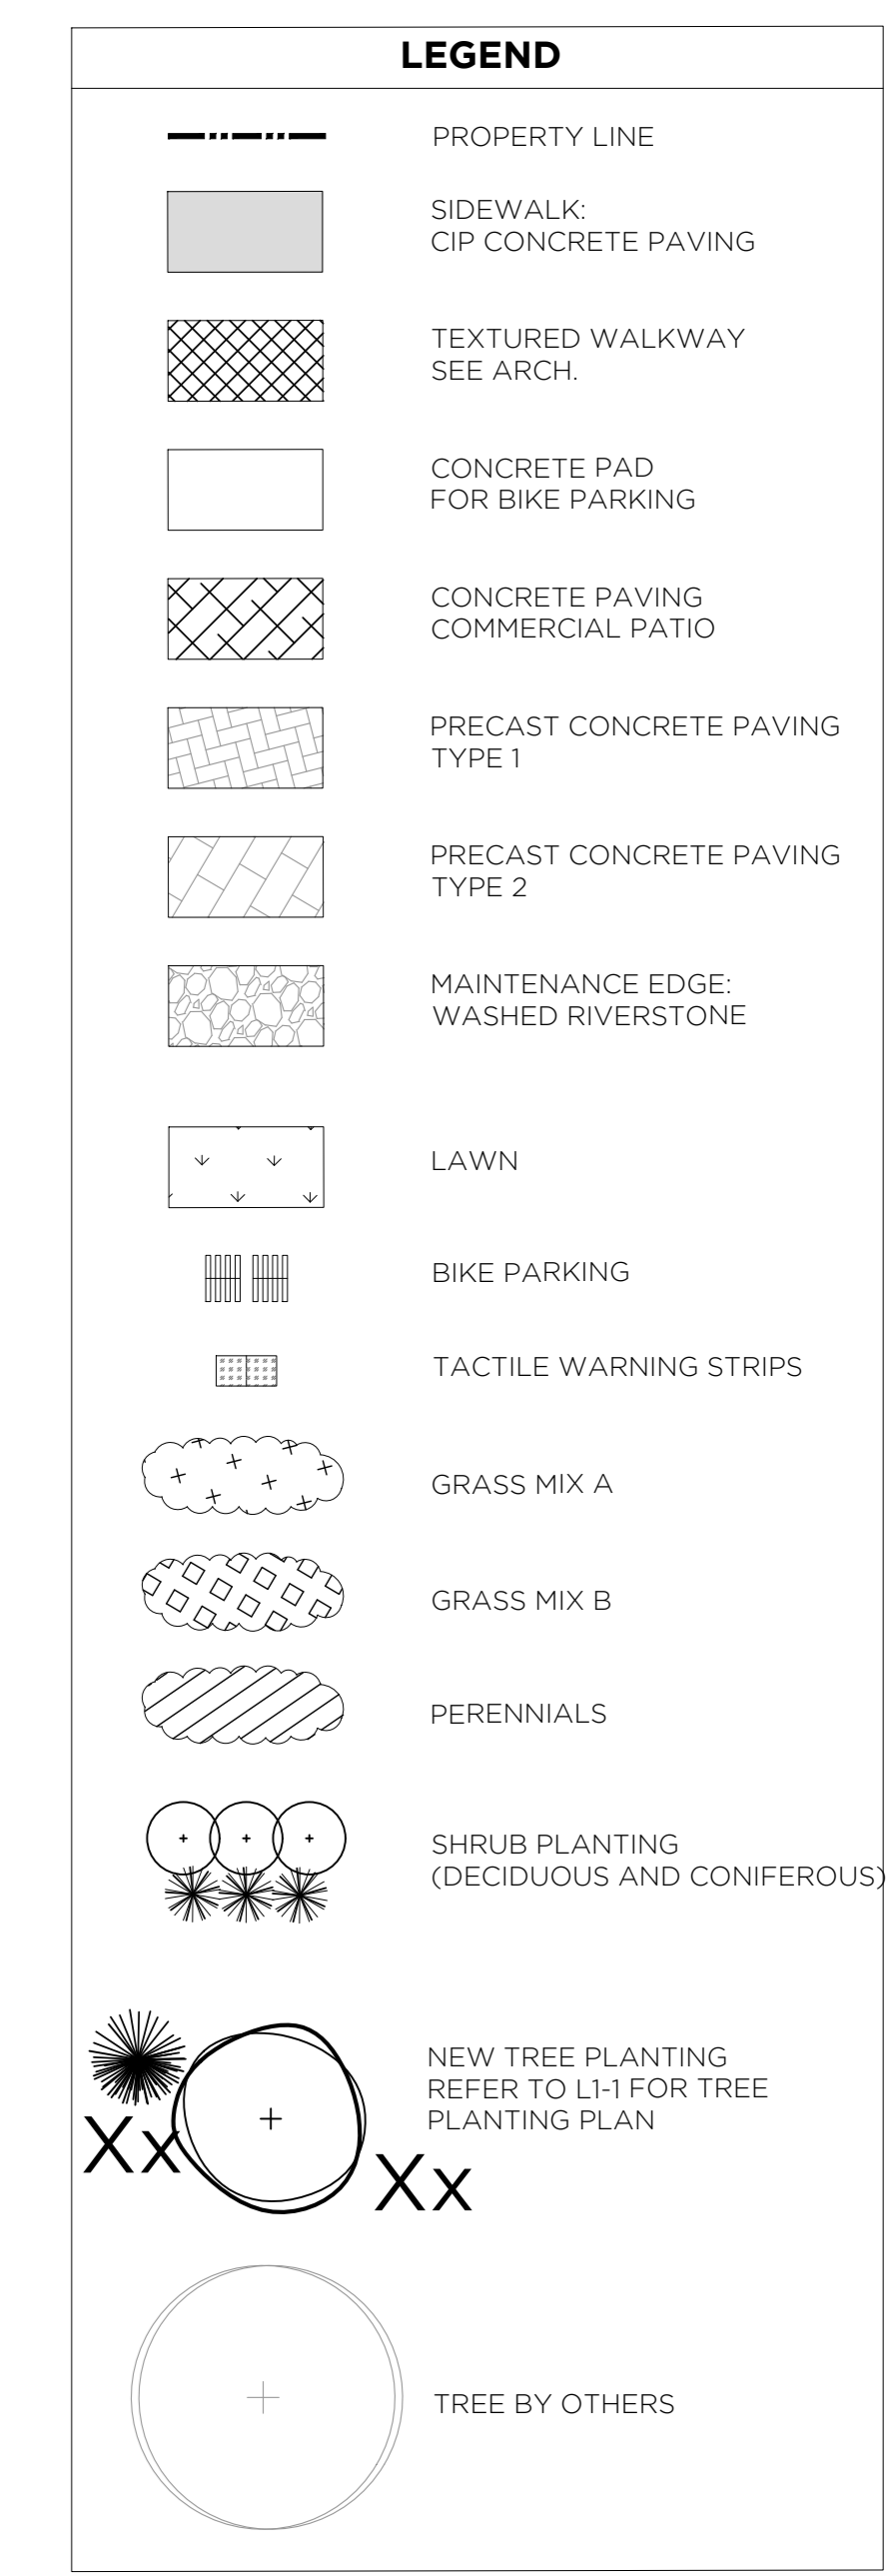 LEGEND
PROPERTY LINE
SIDEWALK:
CIP CONCRETE PAVING
TEXTURED WALKWAY
SEE ARCH.
CONCRETE PAD
FOR BIKE PARKING
CONCRETE PAVING
COMMERCIAL PATIO
PRECAST CONCRETE PAVING
TYPE 1
PRECAST CONCRETE PAVING
TYPE 2
MAINTENANCE EDGE:
WASHED RIVERSTONE
LAWN
BIKE PARKING
TACTILE WARNING STRIPS
GRASS MIX A
GRASS MIX B
PERENNIALS
SHRUB PLANTING
(DECIDUOUS AND CONIFEROUS)
NEW TREE PLANTING
REFER TO L1-1 FOR TREE
PLANTING PLAN
Xx
Xx
TREE BY OTHERS